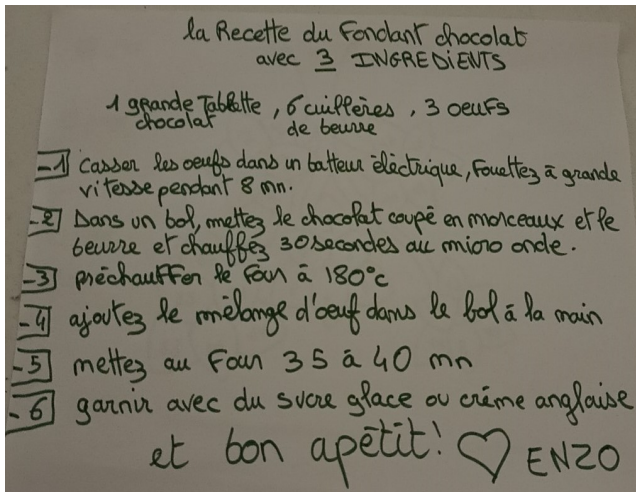 la Recette du Fondant chocolat
avec 3 INGREDIENTS
1 grande Tablette , 6 cuillères , 3 oeufs
chocolat de beurre
-1 Casser les oeufs dans un batteur élèctrique, Fouettez à grande
vitesse pendant 8 mn.
-2 Dans un bol, mettez le chocolat coupé en morceaux et le
beurre et chauffez 30 secondes au micro onde.
-3 préchauffer le Four à 180°c
-4 ajoutez le mélange d'oeuf dans le bol à la main
-5 mettez au Four 35 à 40 mn
-6 garnir avec du sucre glace ou crème anglaise
et bon apétit! ♡ ENZO